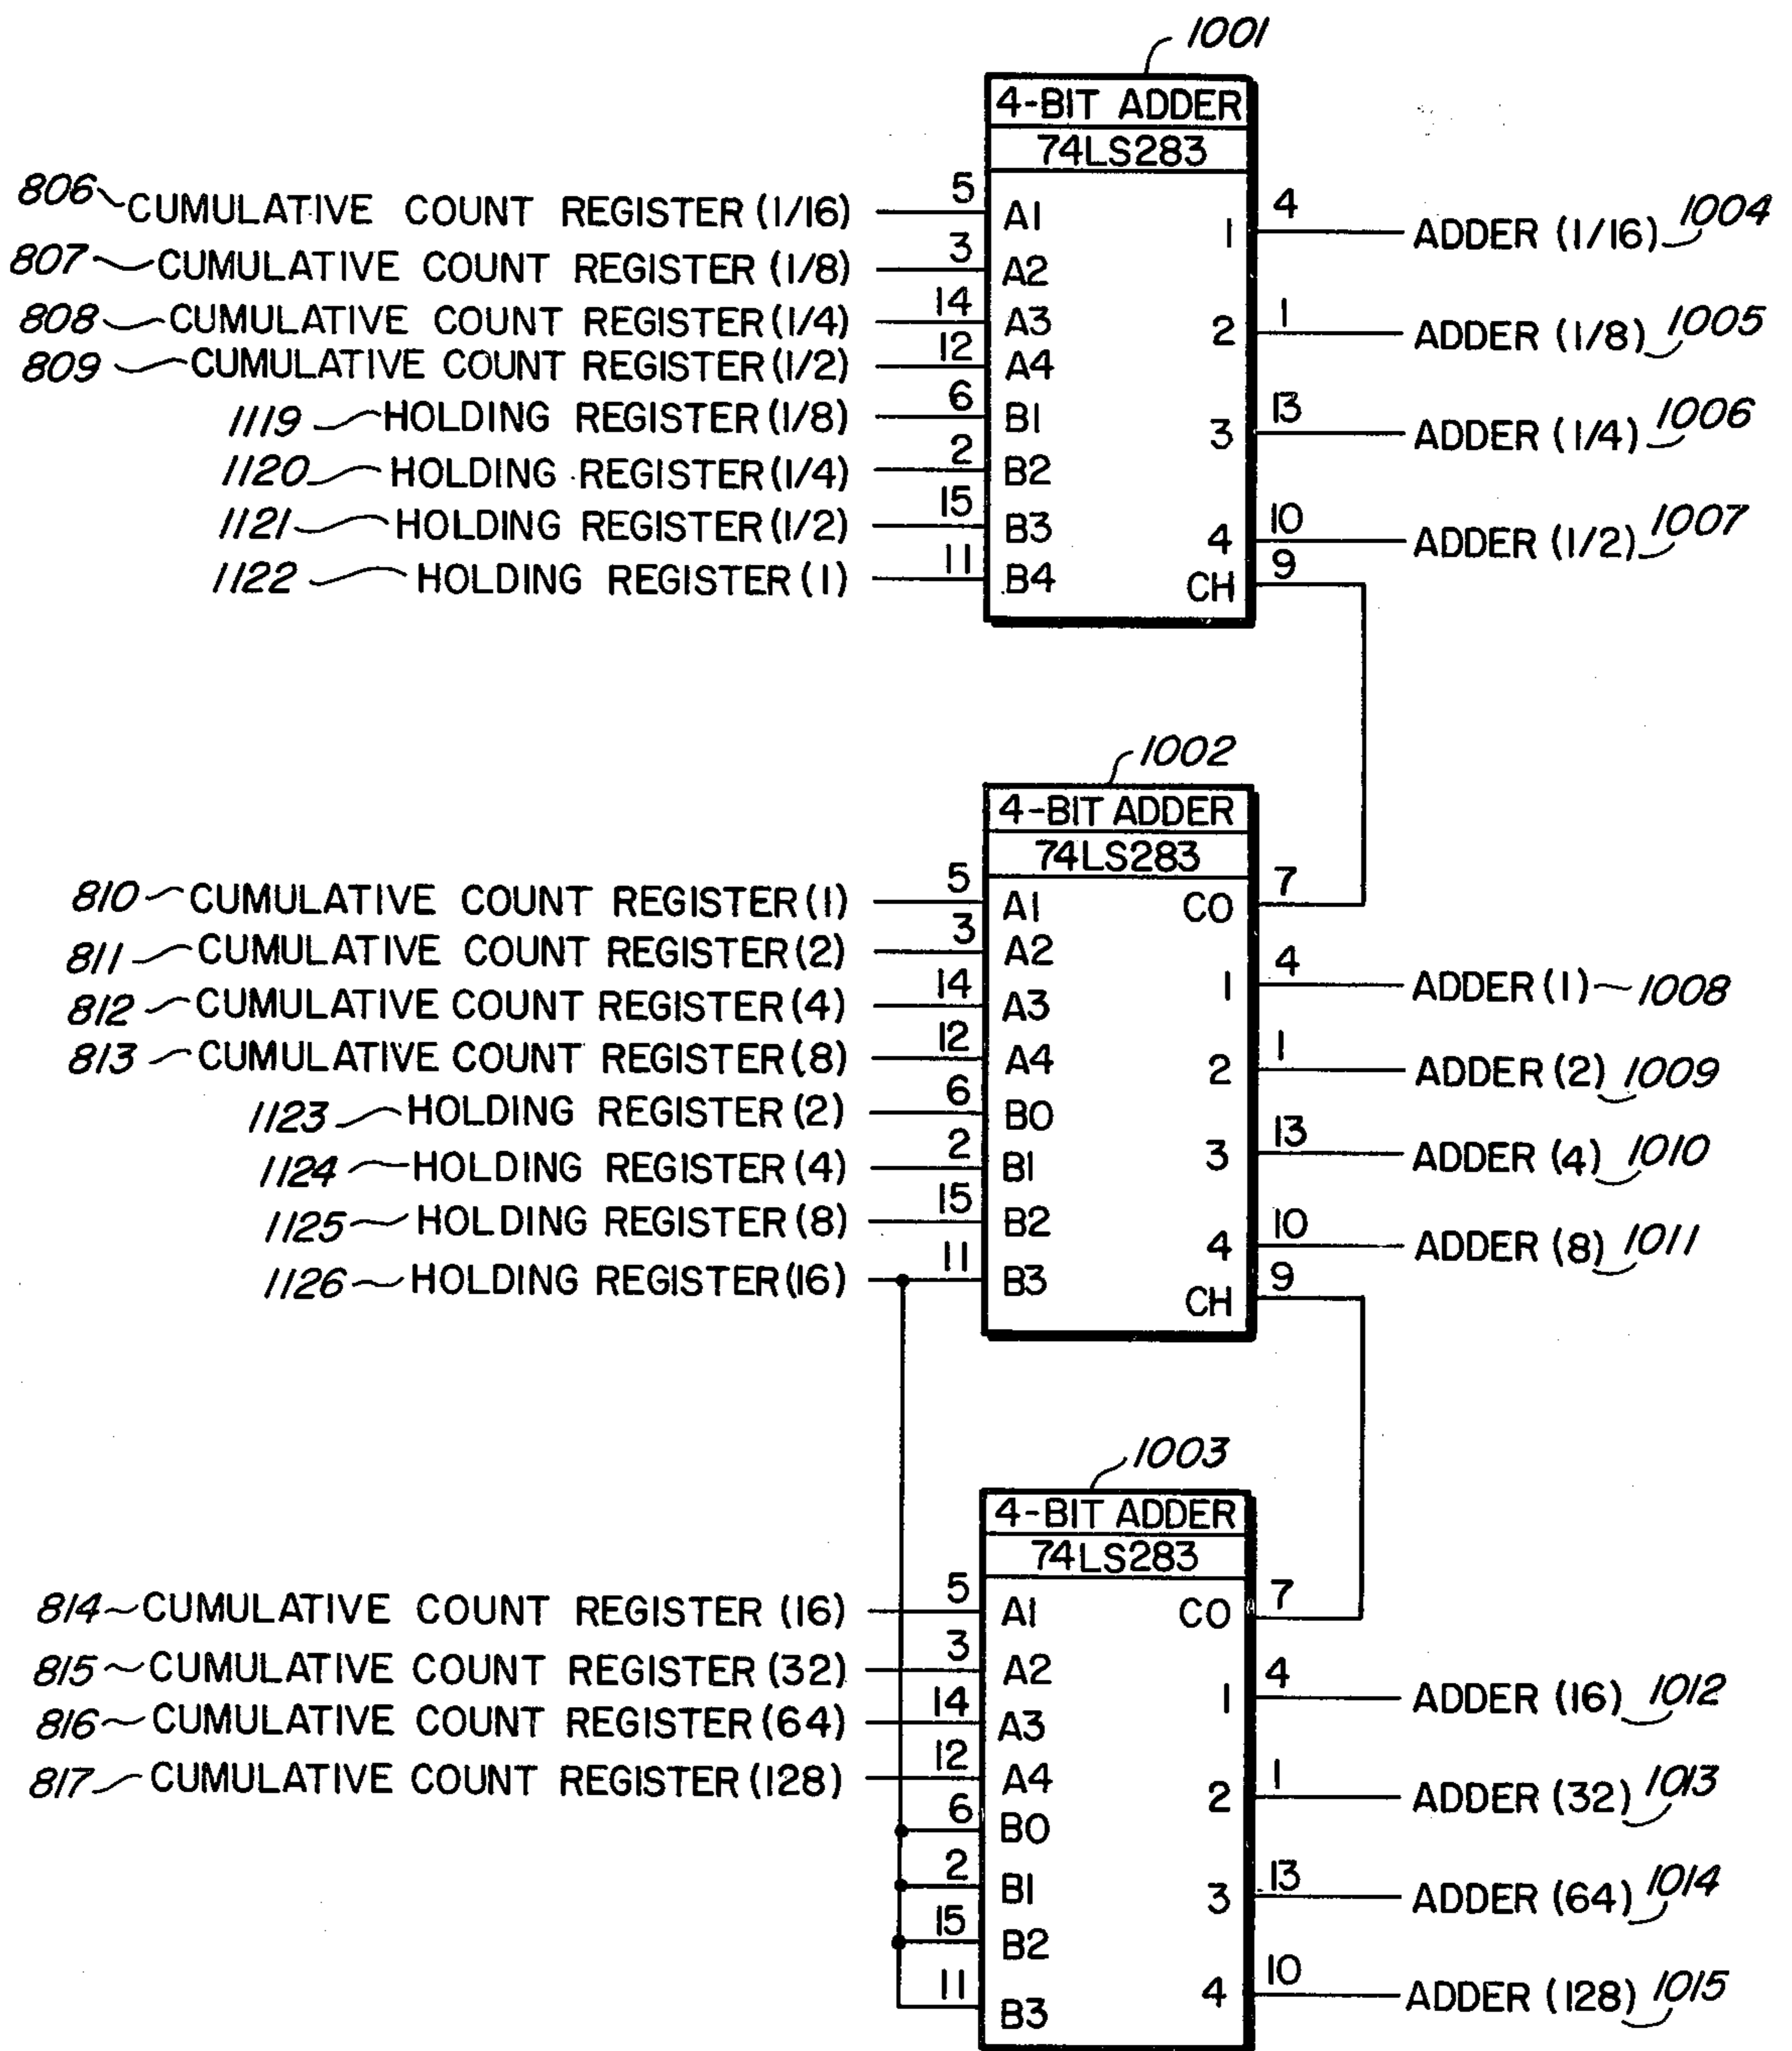 1001
4-BIT ADDER
74LS283
806 CUMULATIVE COUNT REGISTER (1/16) 5 A1
807 CUMULATIVE COUNT REGISTER (1/8) 3 A2
808 CUMULATIVE COUNT REGISTER (1/4) 14 A3
809 CUMULATIVE COUNT REGISTER (1/2) 12 A4
1119 HOLDING REGISTER (1/8) 6 B1
1120 HOLDING REGISTER (1/4) 2 B2
1121 HOLDING REGISTER (1/2) 15 B3
1122 HOLDING REGISTER (1) 11 B4
1 4 ADDER (1/16) 1004
2 1 ADDER (1/8) 1005
3 13 ADDER (1/4) 1006
4 10 ADDER (1/2) 1007
CH 9
1002
4-BIT ADDER
74LS283
810 CUMULATIVE COUNT REGISTER (1) 5 A1
811 CUMULATIVE COUNT REGISTER (2) 3 A2
812 CUMULATIVE COUNT REGISTER (4) 14 A3
813 CUMULATIVE COUNT REGISTER (8) 12 A4
1123 HOLDING REGISTER (2) 6 B0
1124 HOLDING REGISTER (4) 2 B1
1125 HOLDING REGISTER (8) 15 B2
1126 HOLDING REGISTER (16) 11 B3
CO 7
1 4 ADDER (1) 1008
2 1 ADDER (2) 1009
3 13 ADDER (4) 1010
4 10 ADDER (8) 1011
CH 9
1003
4-BIT ADDER
74LS283
814 CUMULATIVE COUNT REGISTER (16) 5 A1
815 CUMULATIVE COUNT REGISTER (32) 3 A2
816 CUMULATIVE COUNT REGISTER (64) 14 A3
817 CUMULATIVE COUNT REGISTER (128) 12 A4
6 B0
2 B1
15 B2
11 B3
CO 7
1 4 ADDER (16) 1012
2 1 ADDER (32) 1013
3 13 ADDER (64) 1014
4 10 ADDER (128) 1015